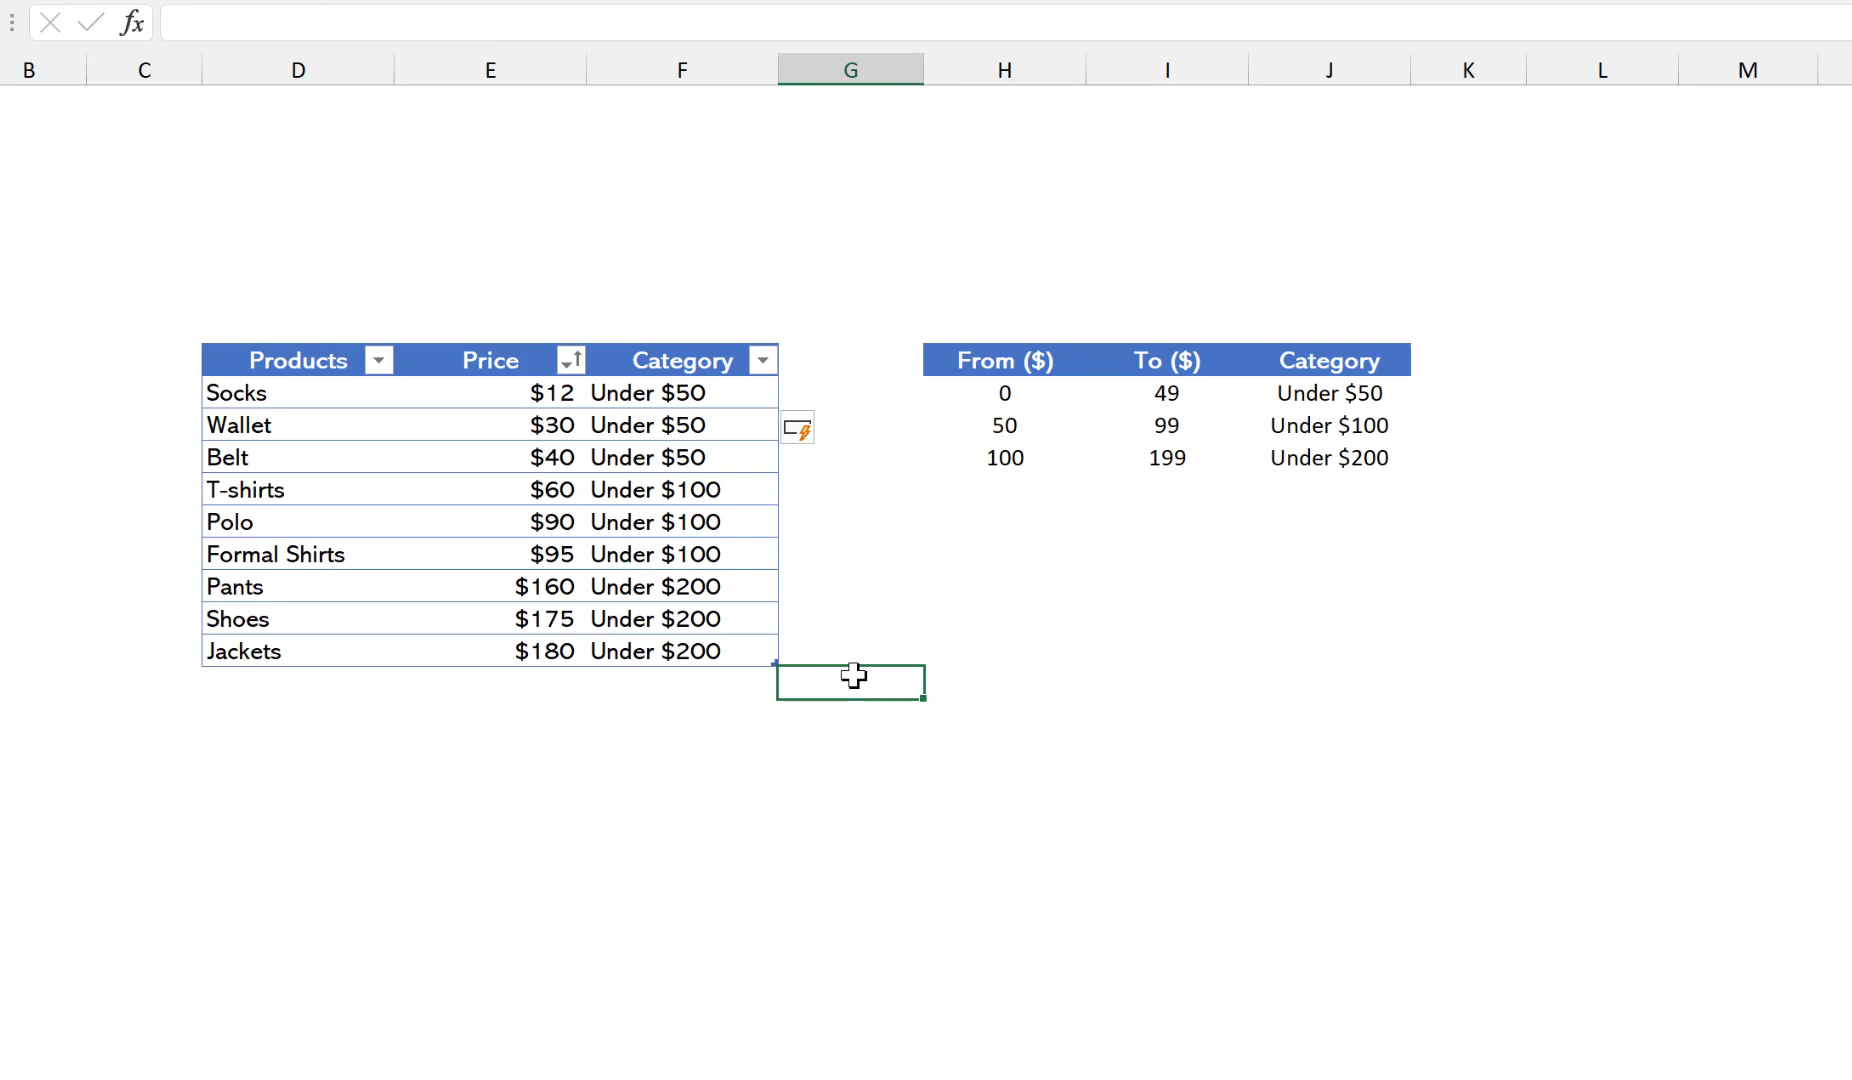 fx
B C D E F G H I J K L M
Products Price Category From ($) To ($) Category
Socks $12 Under $50 0 49 Under $50
Wallet $30 Under $50 50 99 Under $100
Belt $40 Under $50 100 199 Under $200
T-shirts $60 Under $100
Polo $90 Under $100
Formal Shirts $95 Under $100
Pants $160 Under $200
Shoes $175 Under $200
Jackets $180 Under $200